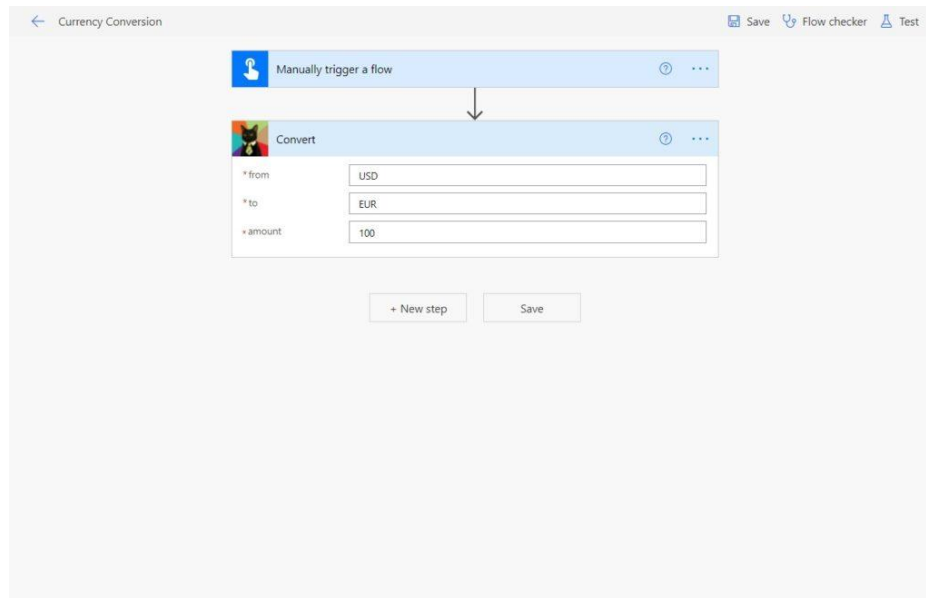 Currency Conversion Save Flow checker Test
Manually trigger a flow
Convert
*from USD
*to EUR
*amount 100
+ New step Save